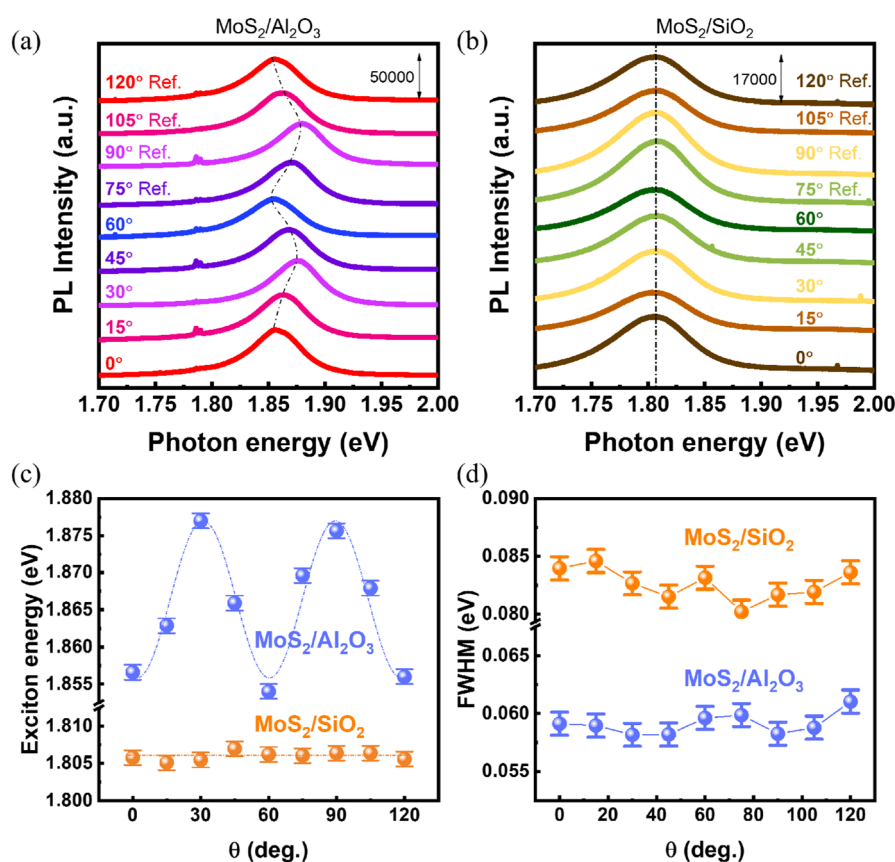 (a)
MoS₂/Al₂O₃
PL Intensity (a.u.)
50000
120° Ref.
105° Ref.
90° Ref.
75° Ref.
60°
45°
30°
15°
0°
1.70 1.75 1.80 1.85 1.90 1.95 2.00
Photon energy (eV)
(b)
MoS₂/SiO₂
PL Intensity (a.u.)
17000
120° Ref.
105° Ref.
90° Ref.
75° Ref.
60°
45°
30°
15°
0°
1.70 1.75 1.80 1.85 1.90 1.95 2.00
Photon energy (eV)
(c)
Exciton energy (eV)
1.880
1.875
1.870
1.865
1.860
1.855
1.810
1.805
1.800
MoS₂/Al₂O₃
MoS₂/SiO₂
0 30 60 90 120
θ (deg.)
(d)
FWHM (eV)
0.090
0.085
0.080
0.065
0.060
0.055
MoS₂/SiO₂
MoS₂/Al₂O₃
0 20 40 60 80 100 120
θ (deg.)